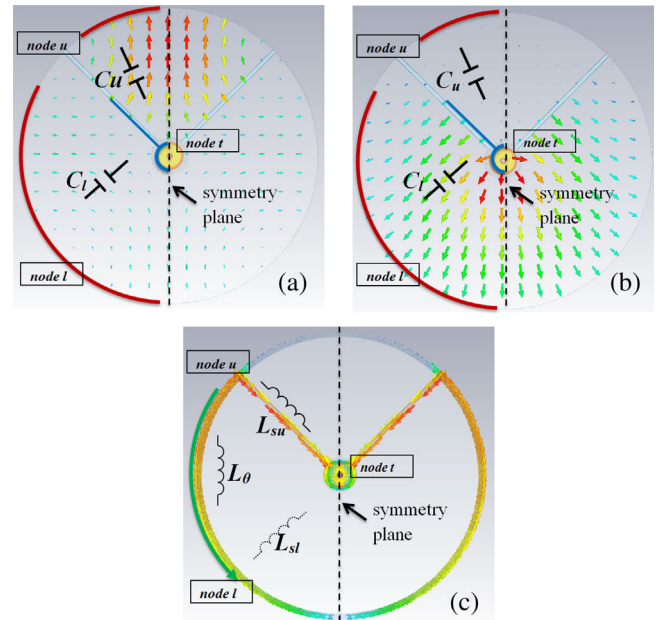 node u
Cu
node t
Cl
symmetry
plane
node l
(a)
node u
Cu
node t
Cl
symmetry
plane
node l
(b)
node u
Lsu
node t
Lθ
symmetry
plane
Lsl
node l
(c)